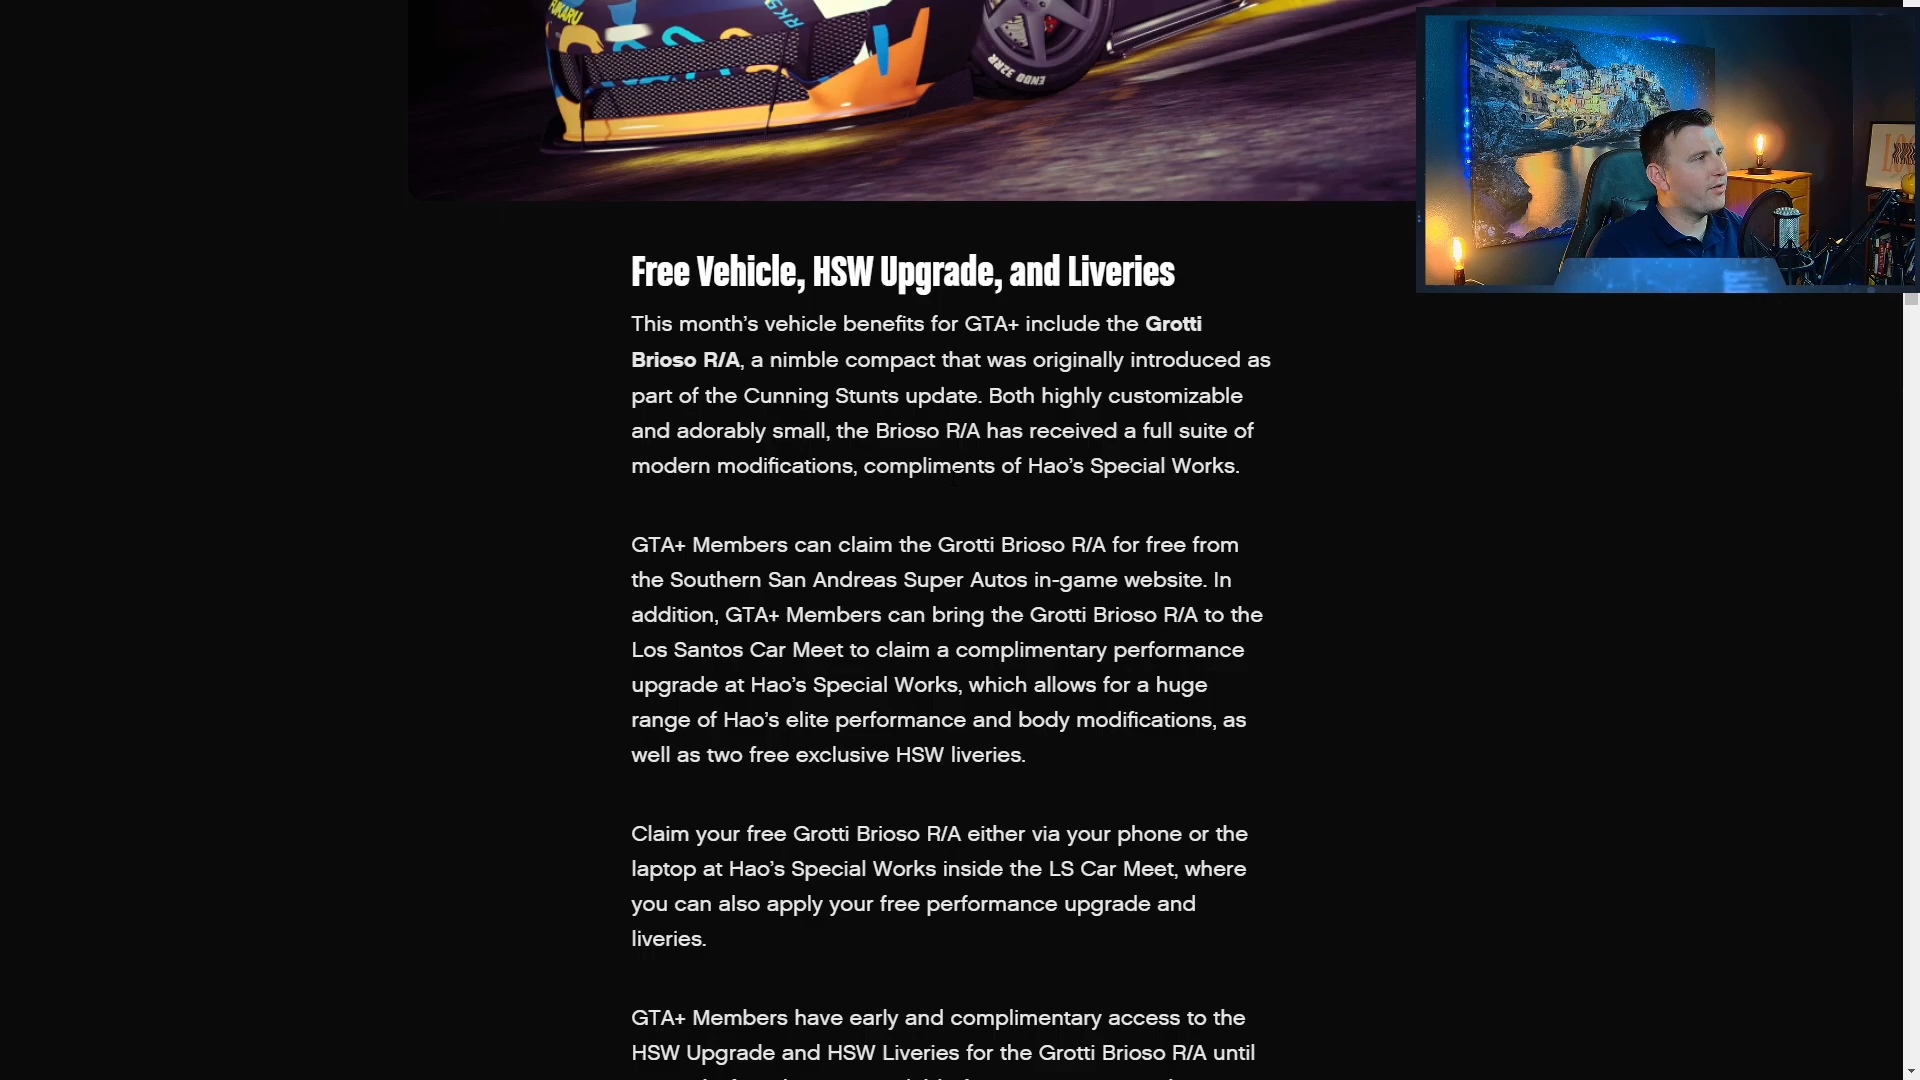 FUKARU
RK9
ENDO 32RR
Free Vehicle, HSW Upgrade, and Liveries
This month's vehicle benefits for GTA+ include the Grotti
Brioso R/A, a nimble compact that was originally introduced as
part of the Cunning Stunts update. Both highly customizable
and adorably small, the Brioso R/A has received a full suite of
modern modifications, compliments of Hao's Special Works.
GTA+ Members can claim the Grotti Brioso R/A for free from
the Southern San Andreas Super Autos in-game website. In
addition, GTA+ Members can bring the Grotti Brioso R/A to the
Los Santos Car Meet to claim a complimentary performance
upgrade at Hao's Special Works, which allows for a huge
range of Hao's elite performance and body modifications, as
well as two free exclusive HSW liveries.
Claim your free Grotti Brioso R/A either via your phone or the
laptop at Hao's Special Works inside the LS Car Meet, where
you can also apply your free performance upgrade and
liveries.
GTA+ Members have early and complimentary access to the
HSW Upgrade and HSW Liveries for the Grotti Brioso R/A until